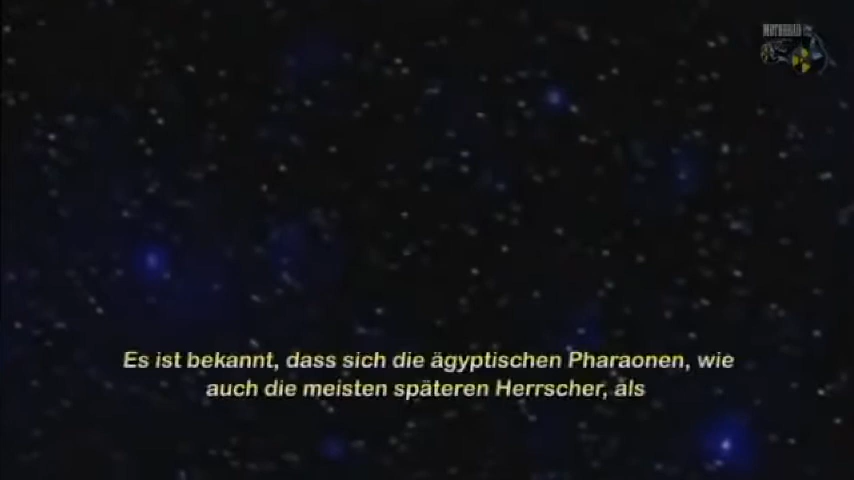 Es ist bekannt, dass sich die ägyptischen Pharaonen, wie
auch die meisten späteren Herrscher, als